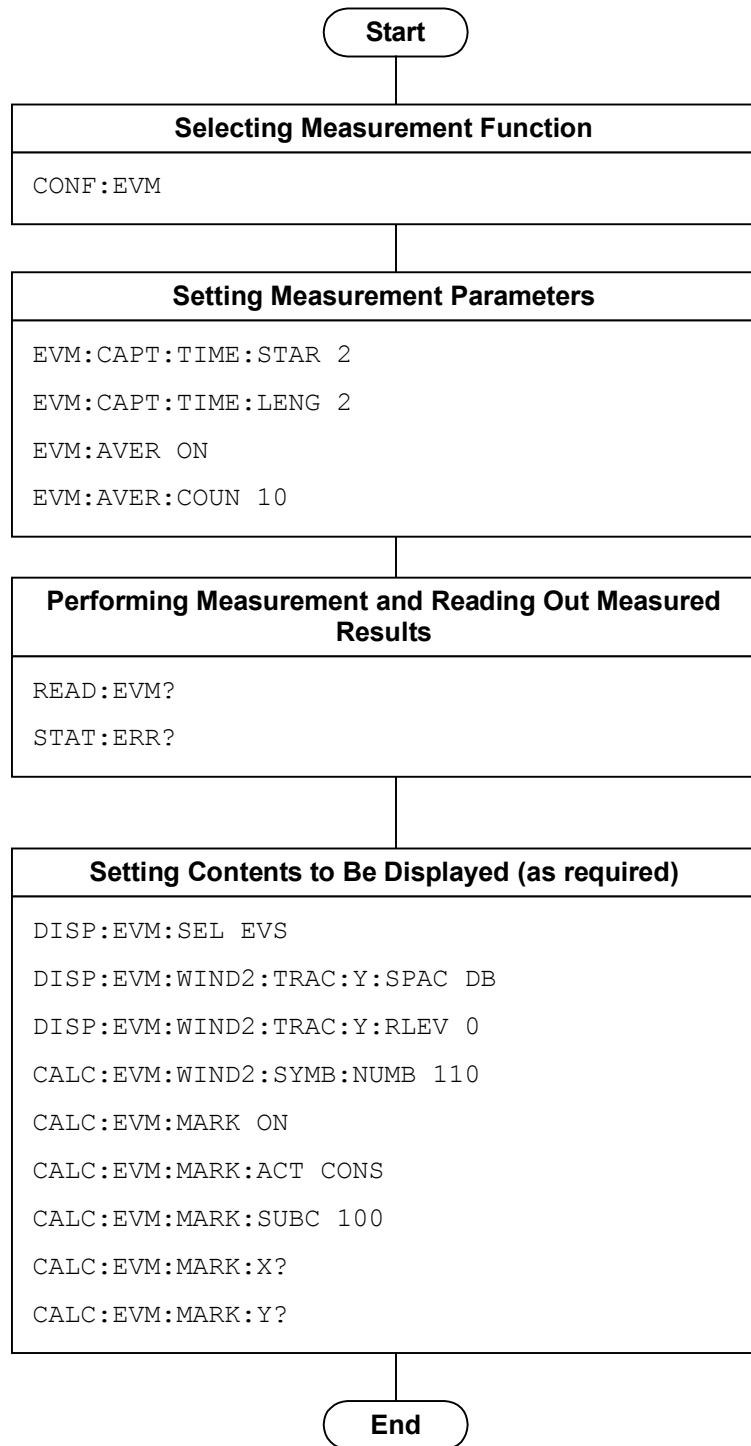 Start
Selecting Measurement Function
CONF:EVM
Setting Measurement Parameters
EVM:CAPT:TIME:STAR 2
EVM:CAPT:TIME:LENG 2
EVM:AVER ON
EVM:AVER:COUN 10
Performing Measurement and Reading Out Measured
Results
READ:EVM?
STAT:ERR?
Setting Contents to Be Displayed (as required)
DISP:EVM:SEL EVS
DISP:EVM:WIND2:TRAC:Y:SPAC DB
DISP:EVM:WIND2:TRAC:Y:RLEV 0
CALC:EVM:WIND2:SYMB:NUMB 110
CALC:EVM:MARK ON
CALC:EVM:MARK:ACT CONS
CALC:EVM:MARK:SUBC 100
CALC:EVM:MARK:X?
CALC:EVM:MARK:Y?
End